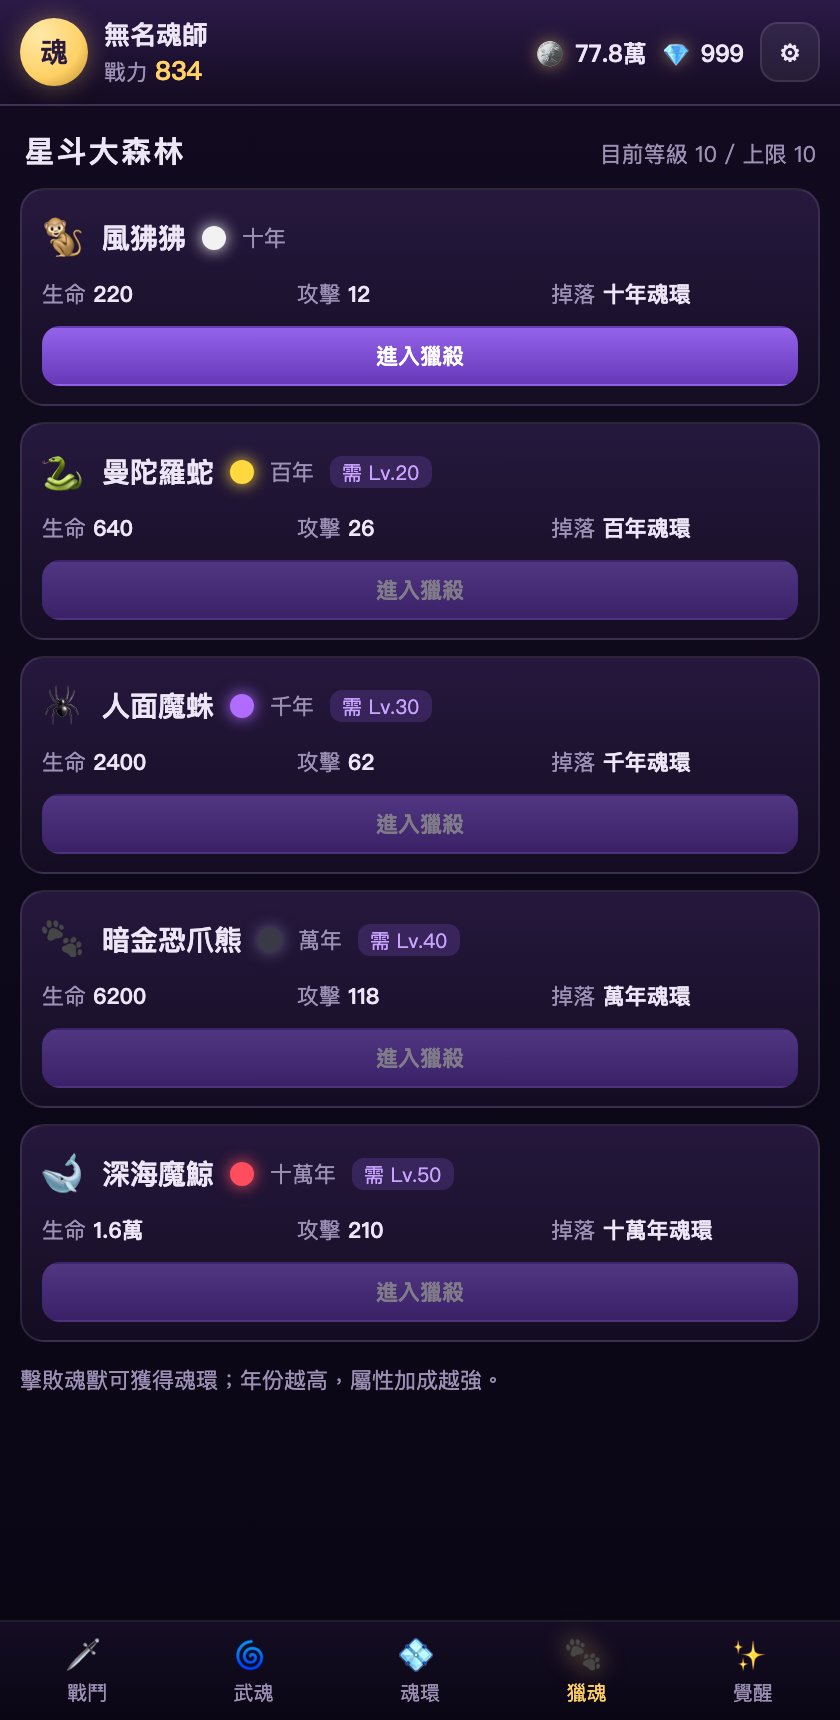 魂
無名魂師
戰力 834
77.8萬 999
星斗大森林
目前等級 10 / 上限 10
風狒狒 十年
生命 220 攻擊 12 掉落 十年魂環
進入獵殺
曼陀羅蛇 百年 需 Lv.20
生命 640 攻擊 26 掉落 百年魂環
進入獵殺
人面魔蛛 千年 需 Lv.30
生命 2400 攻擊 62 掉落 千年魂環
進入獵殺
暗金恐爪熊 萬年 需 Lv.40
生命 6200 攻擊 118 掉落 萬年魂環
進入獵殺
深海魔鯨 十萬年 需 Lv.50
生命 1.6萬 攻擊 210 掉落 十萬年魂環
進入獵殺
擊敗魂獸可獲得魂環；年份越高，屬性加成越強。
戰鬥 武魂 魂環 獵魂 覺醒